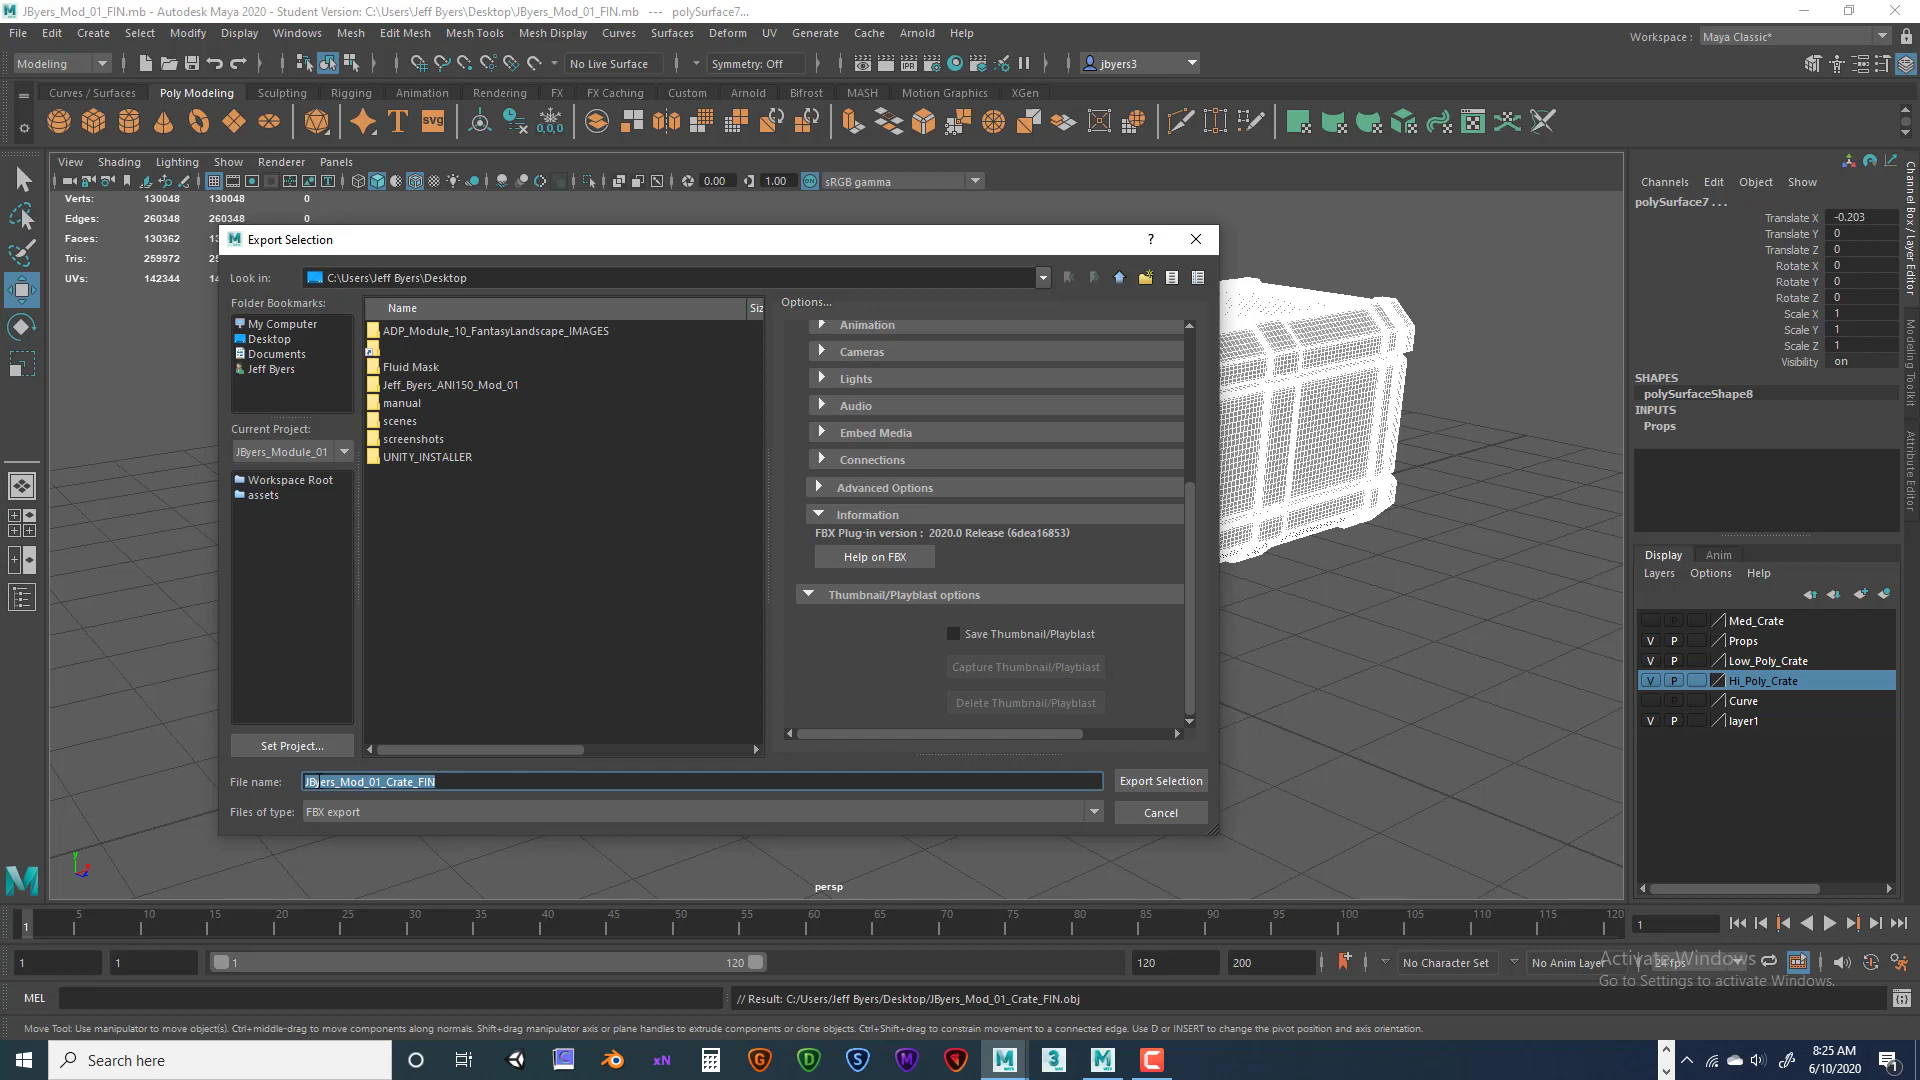 JByers_Mod_01_FIN.mb - Autodesk Maya 2020 - Student Version: C:\Users\Jeff Byers\Desktop\JByers_Mod_01_FIN.mb --- polySurface7...
File Edit Create Select Modify Display Windows Mesh Edit Mesh Mesh Tools Mesh Display Curves Surfaces Deform UV Generate Cache Arnold Help
Workspace : Maya Classic*
Modeling No Live Surface Symmetry: Off jbyers3
Curves / Surfaces Poly Modeling Sculpting Rigging Animation Rendering FX FX Caching Custom Arnold Bifrost MASH Motion Graphics XGen
View Shading Lighting Show Renderer Panels
0.00 1.00 sRGB gamma
Verts: 130048 130048 0
Edges: 260348 260348 0
Faces: 130362
Tris: 259972
UVs: 142344
Export Selection
Look in: C:\Users\Jeff Byers\Desktop
Folder Bookmarks:
My Computer
Desktop
Documents
Jeff Byers
Current Project:
JByers_Module_01
Workspace Root
assets
Set Project...
Name Siz
ADP_Module_10_FantasyLandscape_IMAGES
Fluid Mask
Jeff_Byers_ANI150_Mod_01
manual
scenes
screenshots
UNITY_INSTALLER
Options...
Animation
Cameras
Lights
Audio
Embed Media
Connections
Advanced Options
Information
FBX Plug-in version : 2020.0 Release (6dea16853)
Help on FBX
Thumbnail/Playblast options
Save Thumbnail/Playblast
Capture Thumbnail/Playblast
Delete Thumbnail/Playblast
File name: JByers_Mod_01_Crate_FIN Export Selection
Files of type: FBX export Cancel
persp
Channels Edit Object Show
polySurface7 . . .
Translate X -0.203
Translate Y 0
Translate Z 0
Rotate X 0
Rotate Y 0
Rotate Z 0
Scale X 1
Scale Y 1
Scale Z 1
Visibility on
SHAPES
polySurfaceShape8
INPUTS
Props
Channel Box / Layer Editor
Modeling Toolkit
Attribute Editor
Display Anim
Layers Options Help
Med_Crate
V P Props
V P Low_Poly_Crate
V P Hi_Poly_Crate
Curve
V P layer1
5 10 15 20 25 30 35 40 45 50 55 60 65 70 75 80 85 90 95 100 105 110 115 120
1 1
1 1 1 120 120 200 No Character Set No Anim Layer 24 fps
Activate Windows
Go to Settings to activate Windows.
MEL // Result: C:/Users/Jeff Byers/Desktop/JByers_Mod_01_Crate_FIN.obj
Move Tool: Use manipulator to move object(s). Ctrl+middle-drag to move components along normals. Shift+drag manipulator axis or plane handles to extrude components or clone objects. Ctrl+Shift+drag to constrain movement to a connected edge. Use D or INSERT to change the pivot position and axis orientation.
Search here
8:25 AM
6/10/2020